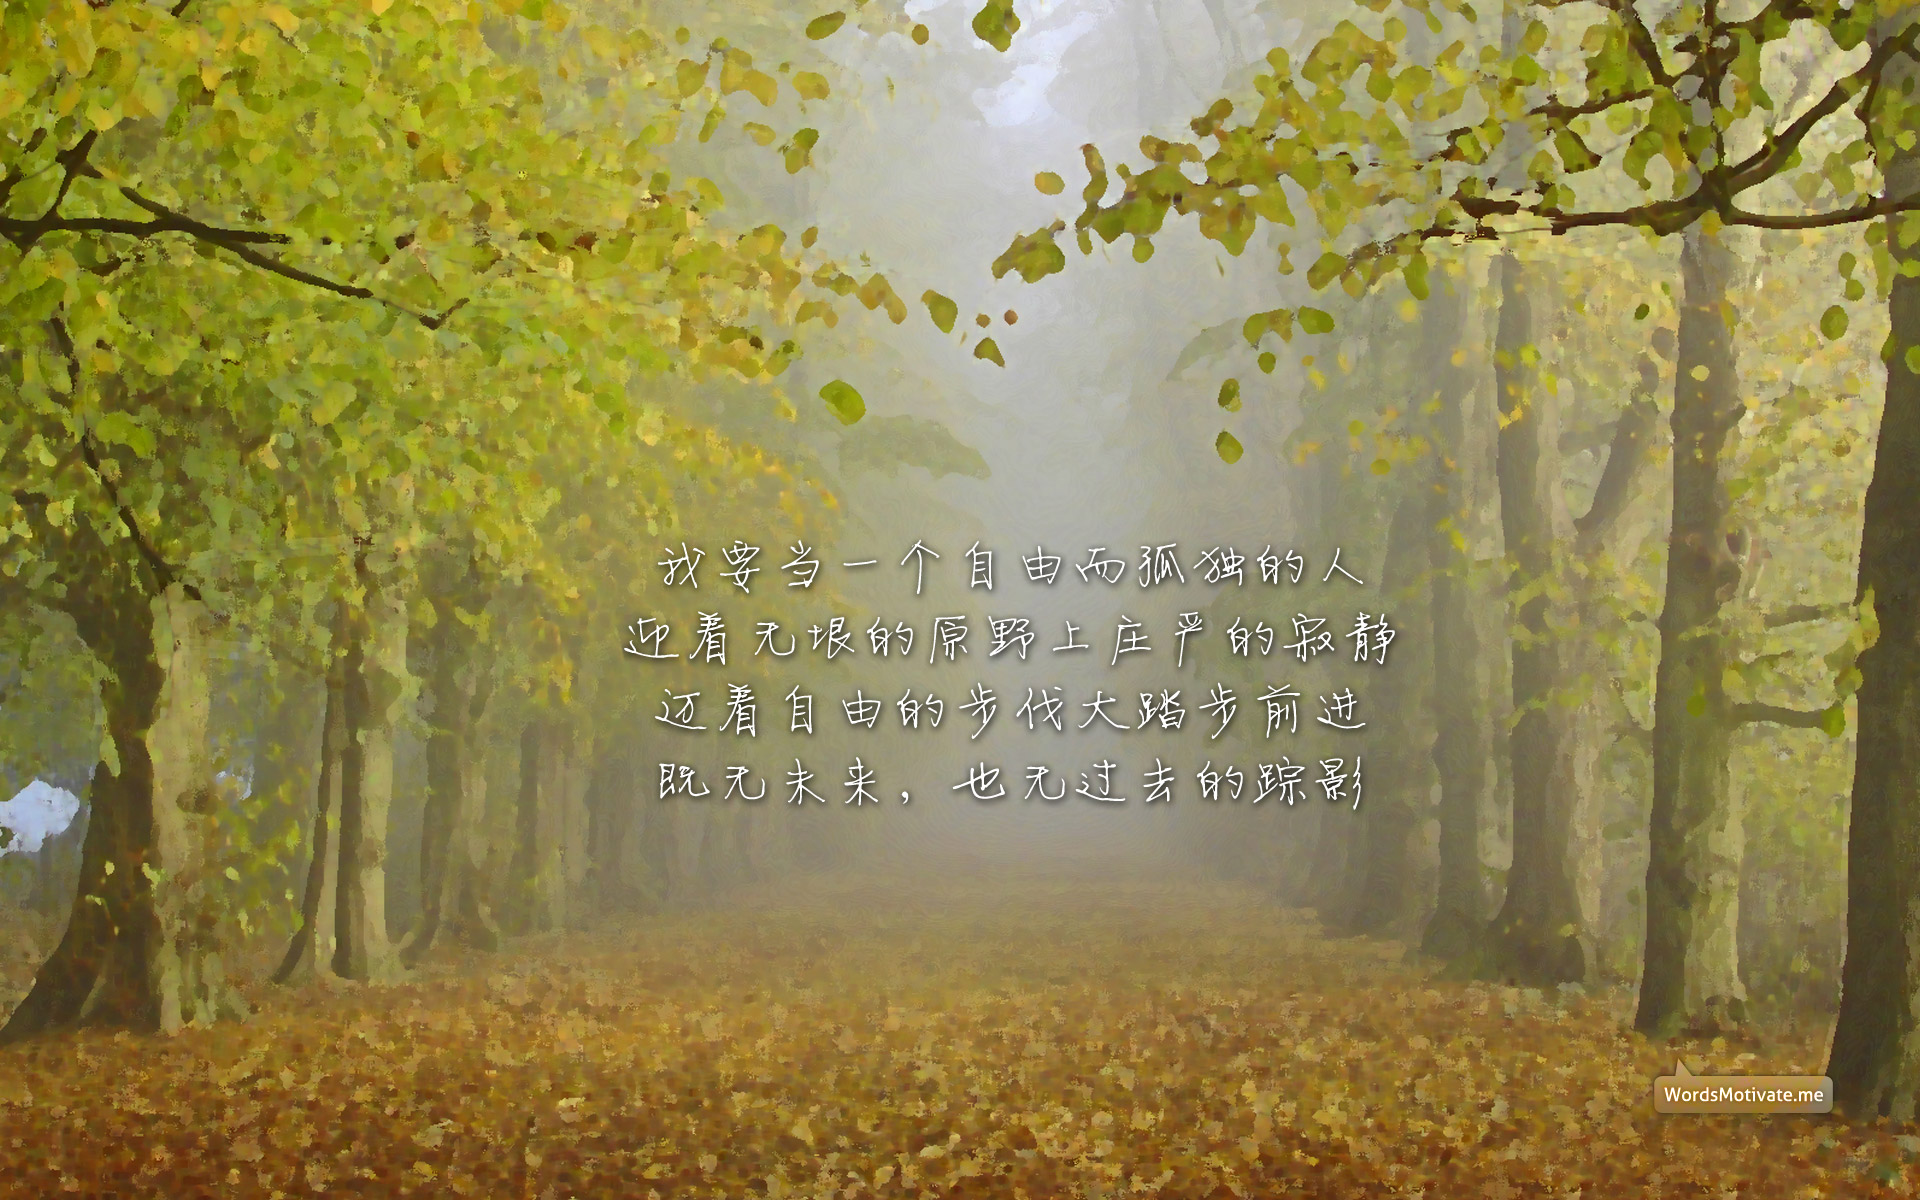 我要当一个自由而孤独的人
迎着无垠的原野上庄严的寂静
迈着自由的步伐大踏步前进
既无未来，也无过去的踪影
WordsMotivate.me